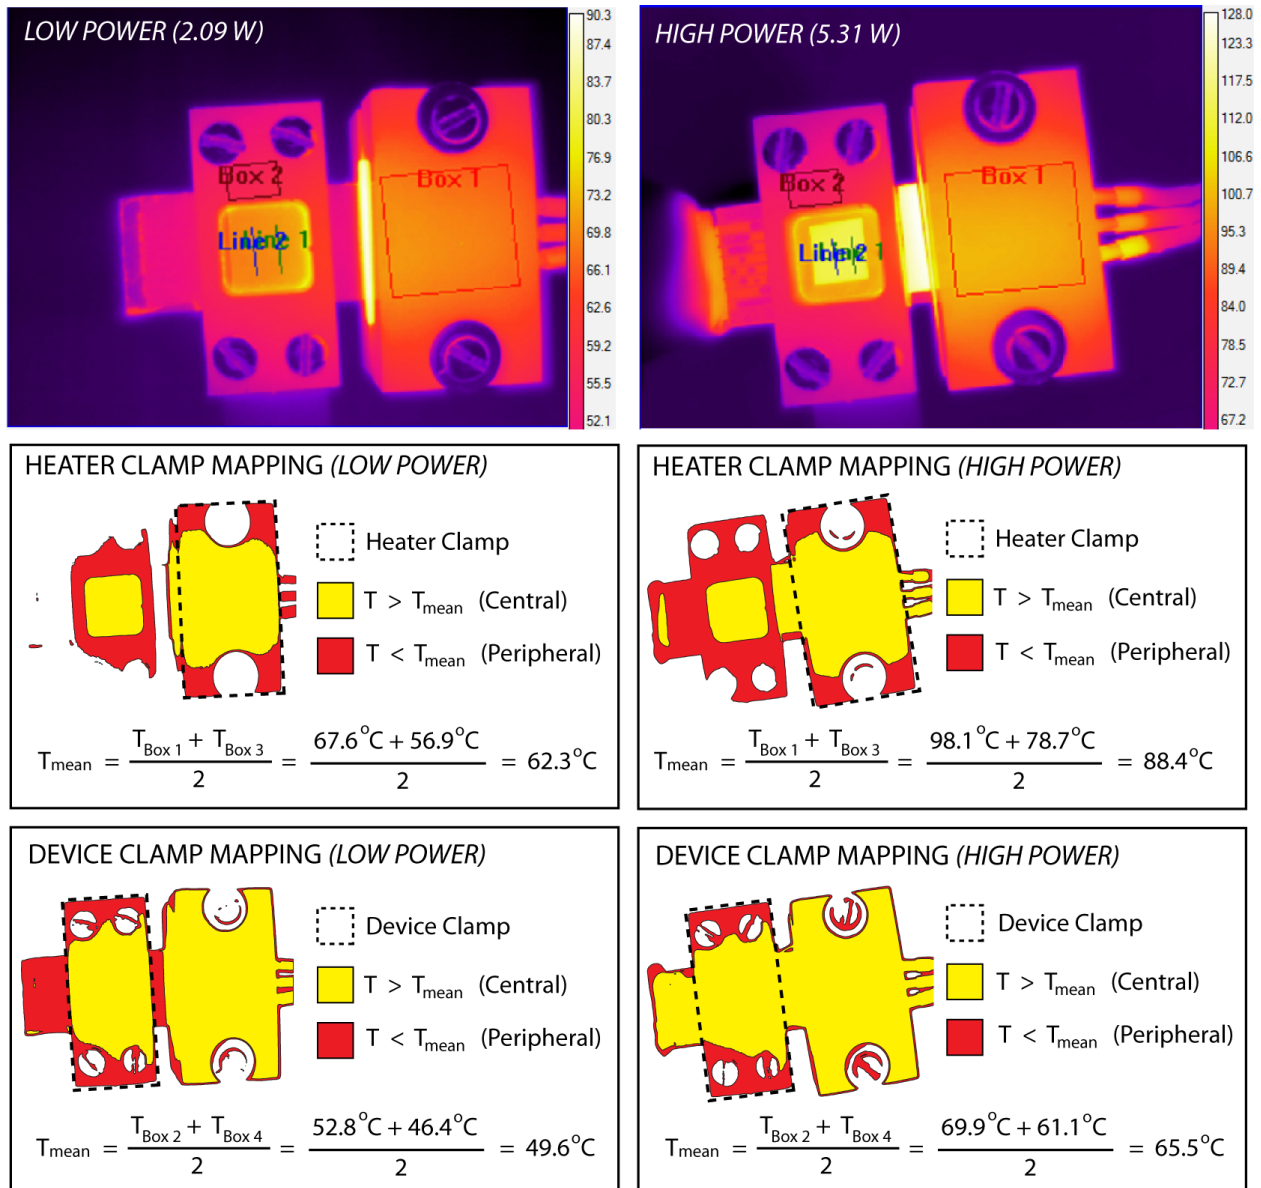 LOW POWER (2.09 W)
90.3
87.4
83.7
80.3
76.9
73.2
69.8
66.1
62.6
59.2
55.5
52.1
Box 2
Box 1
Line 2
Line 1
HIGH POWER (5.31 W)
128.0
123.3
117.5
112.0
106.6
100.7
95.3
89.4
84.0
78.5
72.7
67.2
Box 2
Box 1
Line 2
Line 1
HEATER CLAMP MAPPING (LOW POWER)
Heater Clamp
T > Tmean (Central)
T < Tmean (Peripheral)
Tmean = (TBox 1 + TBox 3)/2 = (67.6°C + 56.9°C)/2 = 62.3°C
HEATER CLAMP MAPPING (HIGH POWER)
Heater Clamp
T > Tmean (Central)
T < Tmean (Peripheral)
Tmean = (TBox 1 + TBox 3)/2 = (98.1°C + 78.7°C)/2 = 88.4°C
DEVICE CLAMP MAPPING (LOW POWER)
Device Clamp
T > Tmean (Central)
T < Tmean (Peripheral)
Tmean = (TBox 2 + TBox 4)/2 = (52.8°C + 46.4°C)/2 = 49.6°C
DEVICE CLAMP MAPPING (HIGH POWER)
Device Clamp
T > Tmean (Central)
T < Tmean (Peripheral)
Tmean = (TBox 2 + TBox 4)/2 = (69.9°C + 61.1°C)/2 = 65.5°C